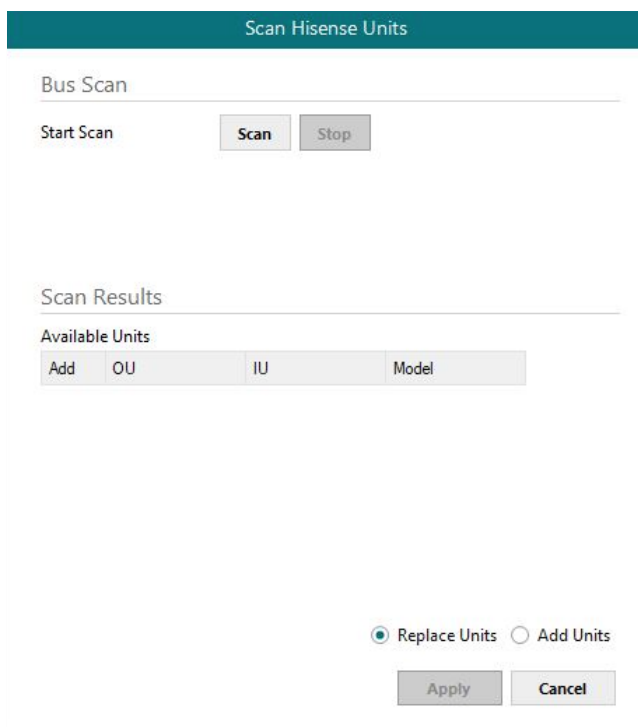 Scan Hisense Units
Bus Scan
Start Scan Scan Stop
Scan Results
Available Units
Add OU IU Model
Replace Units Add Units
Apply Cancel